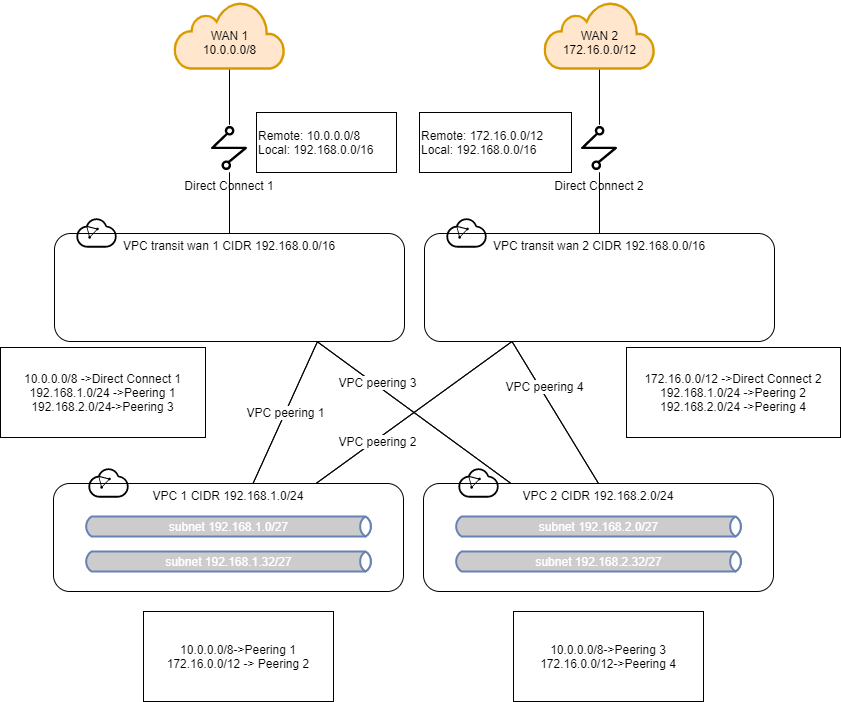 WAN 1
10.0.0.0/8
WAN 2
172.16.0.0/12
Remote: 10.0.0.0/8
Local: 192.168.0.0/16
Remote: 172.16.0.0/12
Local: 192.168.0.0/16
Direct Connect 1
Direct Connect 2
VPC transit wan 1 CIDR 192.168.0.0/16
VPC transit wan 2 CIDR 192.168.0.0/16
10.0.0.0/8 ->Direct Connect 1
192.168.1.0/24 ->Peering 1
192.168.2.0/24->Peering 3
172.16.0.0/12 ->Direct Connect 2
192.168.1.0/24 ->Peering 2
192.168.2.0/24 ->Peering 4
VPC peering 3
VPC peering 4
VPC peering 1
VPC peering 2
VPC 1 CIDR 192.168.1.0/24
subnet 192.168.1.0/27
subnet 192.168.1.32/27
VPC 2 CIDR 192.168.2.0/24
subnet 192.168.2.0/27
subnet 192.168.2.32/27
10.0.0.0/8->Peering 1
172.16.0.0/12 -> Peering 2
10.0.0.0/8->Peering 3
172.16.0.0/12->Peering 4